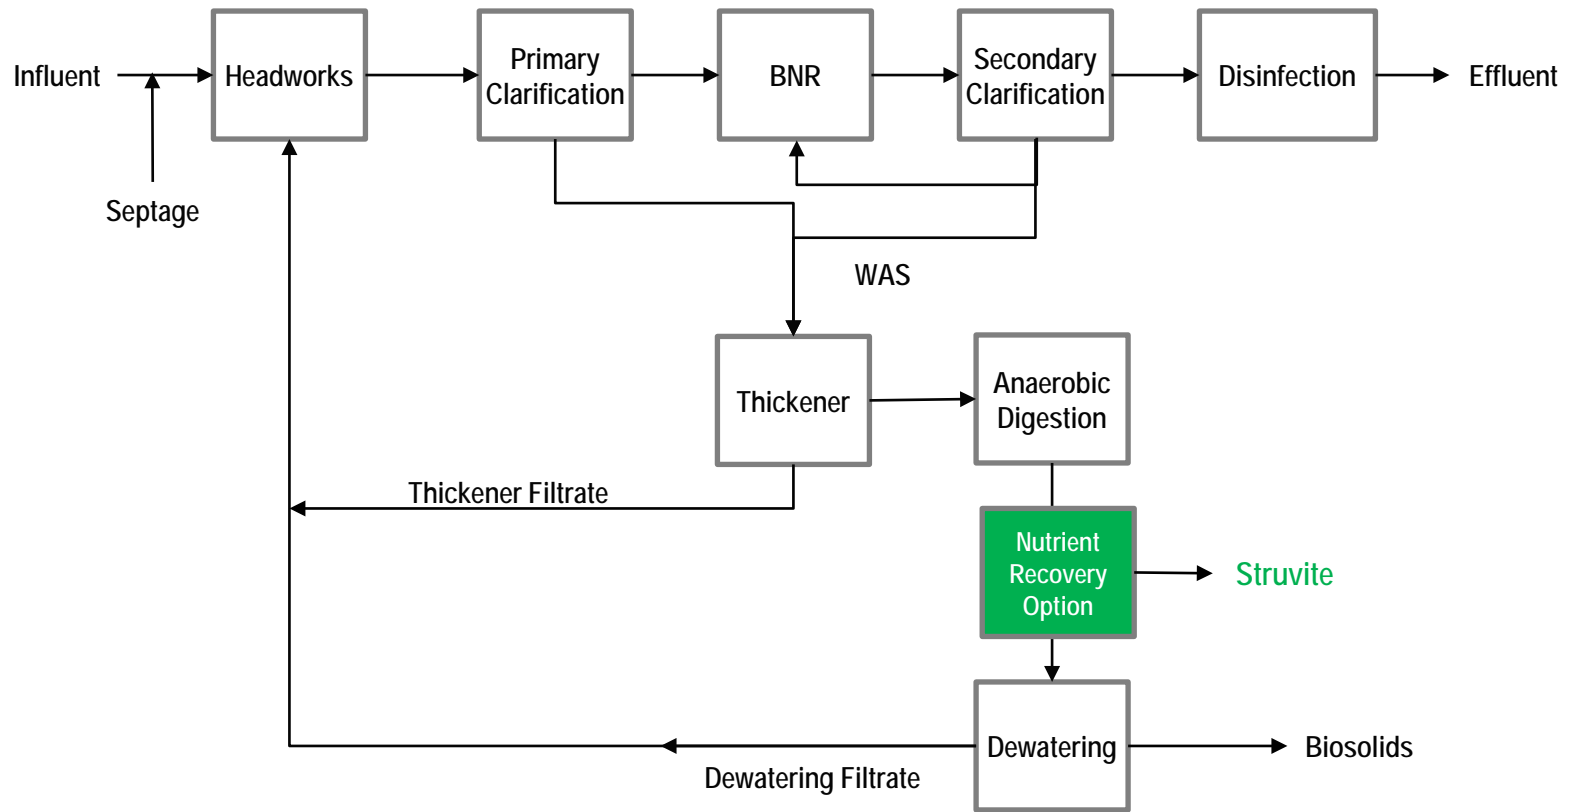 Influent
Headworks
Primary
Clarification
BNR
Secondary
Clarification
Disinfection
Effluent
Septage
WAS
Thickener
Anaerobic
Digestion
Thickener Filtrate
Nutrient
Recovery
Option
Struvite
Dewatering
Biosolids
Dewatering Filtrate